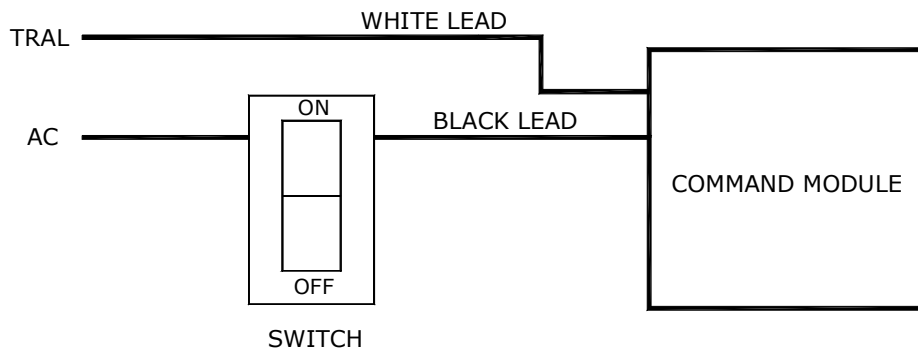 WHITE LEAD
TRAL
ON
AC
BLACK LEAD
COMMAND MODULE
OFF
SWITCH